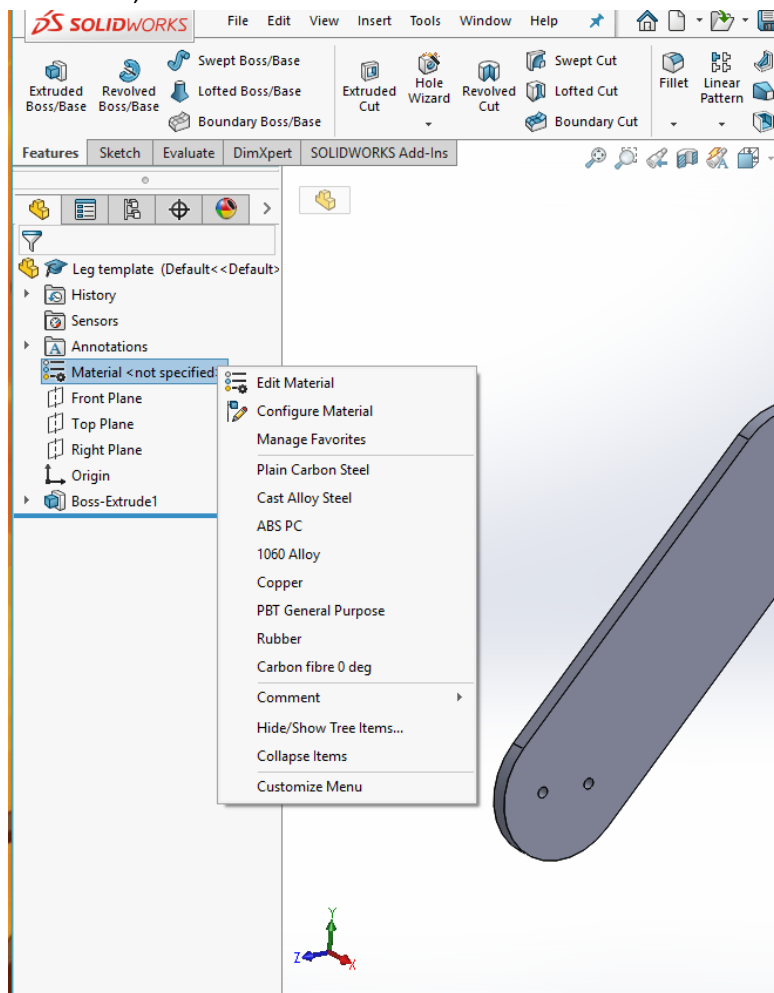 SOLIDWORKS File Edit View Insert Tools Window Help
Extruded Boss/Base
Revolved Boss/Base
Swept Boss/Base
Lofted Boss/Base
Boundary Boss/Base
Extruded Cut
Hole Wizard
Revolved Cut
Swept Cut
Lofted Cut
Boundary Cut
Fillet
Linear Pattern
Features Sketch Evaluate DimXpert SOLIDWORKS Add-Ins
Leg template (Default<<Default>
History
Sensors
A Annotations
Material <not specified>
Front Plane
Top Plane
Right Plane
Origin
Boss-Extrude1
Edit Material
Configure Material
Manage Favorites
Plain Carbon Steel
Cast Alloy Steel
ABS PC
1060 Alloy
Copper
PBT General Purpose
Rubber
Carbon fibre 0 deg
Comment
Hide/Show Tree Items...
Collapse Items
Customize Menu
Y
Z
X